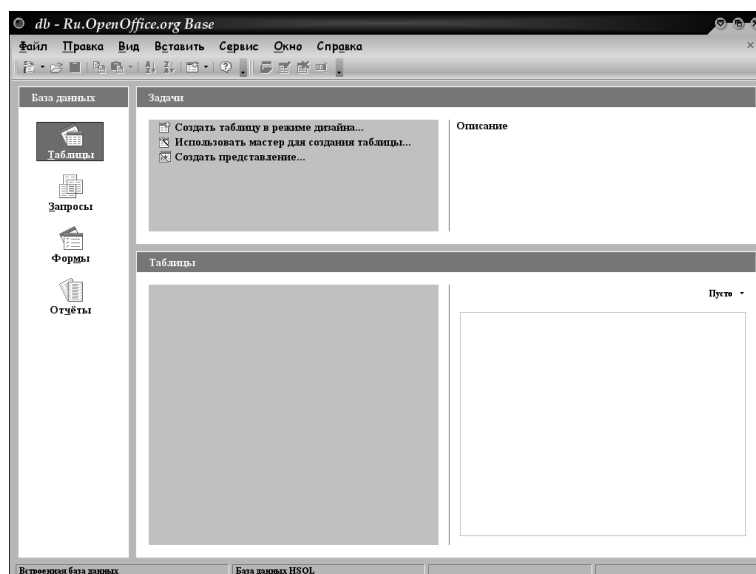 db - Ru.OpenOffice.org Base
Файл Правка Вид Вставить Сервис Окно Справка
База данных
Таблицы
Запросы
Формы
Отчёты
Задачи
Создать таблицу в режиме дизайна...
Использовать мастер для создания таблицы...
Создать представление...
Описание
Таблицы
Пусто
Встроенная база данных
База данных HSQL